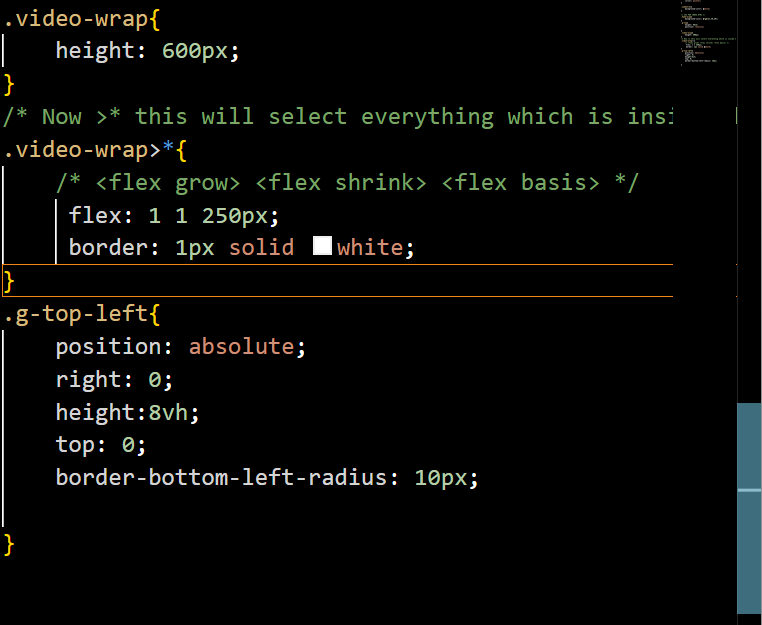 .video-wrap{
height: 600px;
}
/* Now >* this will select everything which is insi
.video-wrap>*{
/* <flex grow> <flex shrink> <flex basis> */
flex: 1 1 250px;
border: 1px solid white;
}
.g-top-left{
position: absolute;
right: 0;
height:8vh;
top: 0;
border-bottom-left-radius: 10px;
}